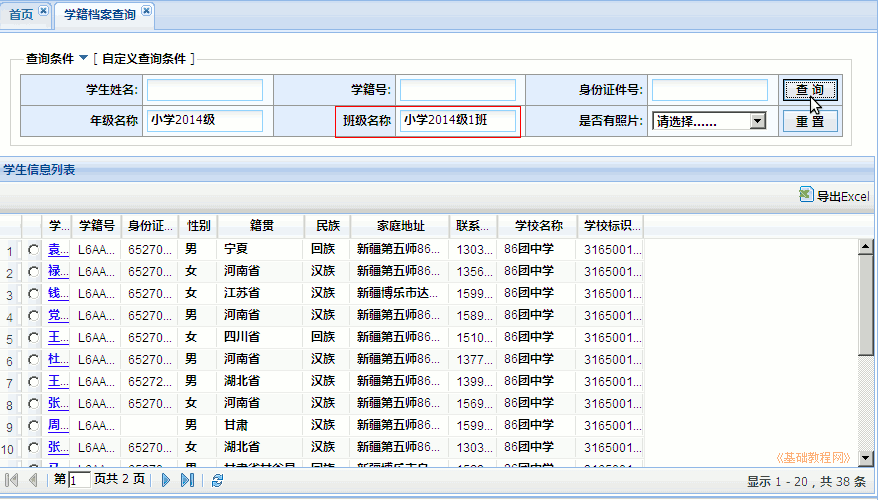 首页 学籍档案查询
查询条件 [ 自定义查询条件 ]
学生姓名: 学籍号: 身份证件号: 查 询
年级名称 小学2014级 班级名称 小学2014级1班 是否有照片: 请选择...... 重 置
学生信息列表
导出Excel
学... 学籍号 身份证... 性别 籍贯 民族 家庭地址 联系... 学校名称 学校标识...
1 袁... L6AA... 65270... 男 宁夏 回族 新疆第五师86... 1303... 86团中学 3165001...
2 禄... L6AA... 65270... 女 河南省 汉族 新疆第五师86... 1356... 86团中学 3165001...
3 钱... L6AA... 65270... 女 江苏省 汉族 新疆博乐市达... 1599... 86团中学 3165001...
4 党... L6AA... 65270... 男 河南省 汉族 新疆第五师86... 1589... 86团中学 3165001...
5 王... L6AA... 65270... 女 四川省 回族 新疆第五师86... 1510... 86团中学 3165001...
6 杜... L6AA... 65270... 男 河南省 汉族 新疆第五师86... 1377... 86团中学 3165001...
7 王... L6AA... 65272... 男 湖北省 汉族 新疆第五师86... 1399... 86团中学 3165001...
8 张... L6AA... 65270... 女 河南省 汉族 新疆第五师86... 1569... 86团中学 3165001...
9 周... L6AA... 男 甘肃 汉族 新疆第五师86... 1599... 86团中学 3165001...
10 张... L6AA... 65270... 女 湖北省 汉族 新疆第五师86... 1303... 86团中学 3165001...
《基础教程网》
第 1 页共 2 页 显示 1 - 20，共 38 条